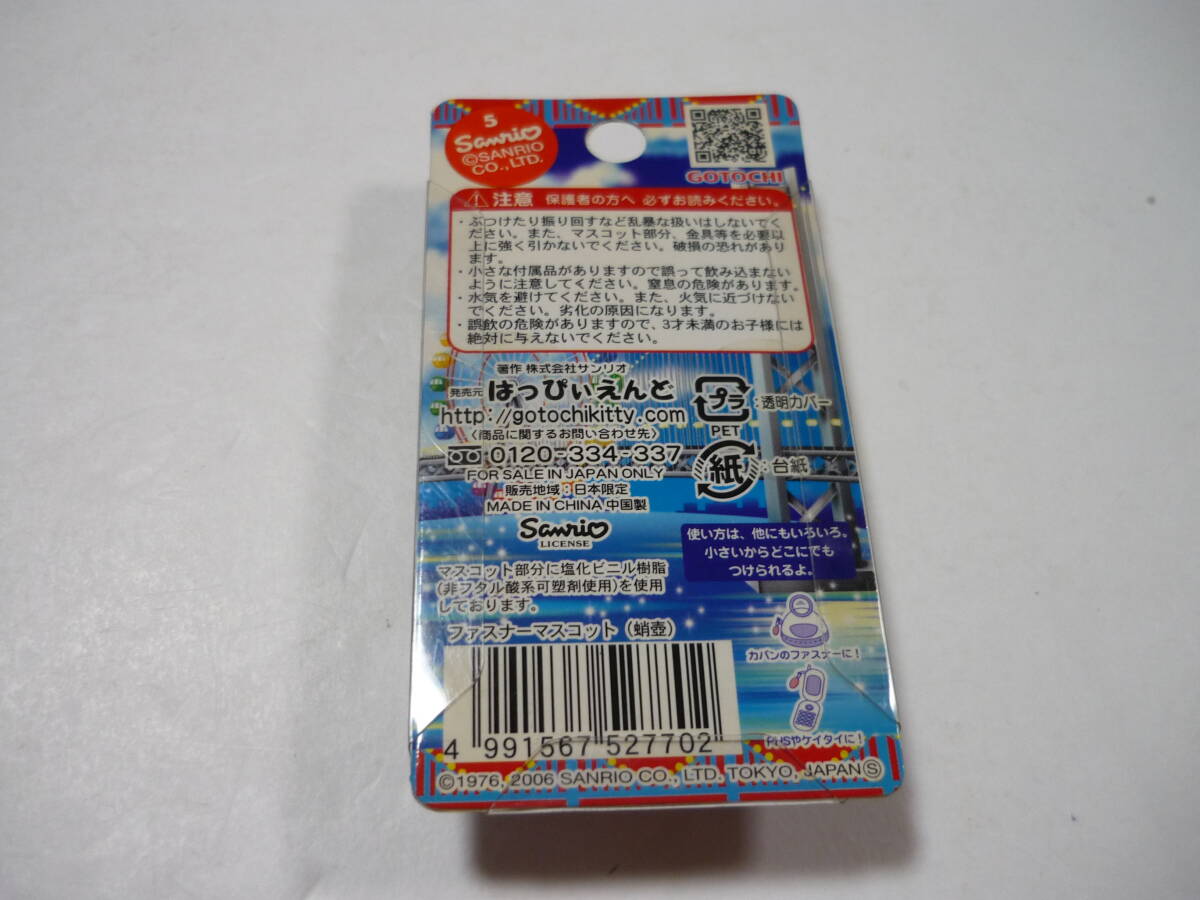 5
Sanrio
©SANRIO
CO.,LTD.
GOTOCHI
注意 保護者の方へ 必ずお読みください。
・ぶつけたり振り回すなど乱暴な扱いはしないでく
ださい。また、マスコット部分、金具等を必要以
上に強く引かないでください。破損の恐れがあり
ます。
・小さな付属品がありますので誤って飲み込まない
ように注意してください。窒息の危険があります。
・水気を避けてください。また、火気に近づけない
でください。劣化の原因になります。
・誤飲の危険がありますので、3才未満のお子様には
絶対に与えないでください。
著作 株式会社サンリオ
発売元 はっぴぃえんど
http://gotochikitty.com
〈商品に関するお問い合わせ先〉
0120-334-337
FOR SALE IN JAPAN ONLY
販売地域：日本限定
MADE IN CHINA 中国製
Sanrio
LICENSE
プラ：透明カバー
PET
紙：台紙
マスコット部分に塩化ビニル樹脂
(非フタル酸系可塑剤使用)を使用
しております。
ファスナーマスコット（蛸壺）
使い方は、他にもいろいろ。
小さいからどこにでも
つけられるよ。
カバンのファスナーに！
PHSやケイタイに！
4 991567 527702
©1976, 2006 SANRIO CO., LTD. TOKYO, JAPAN Ⓢ